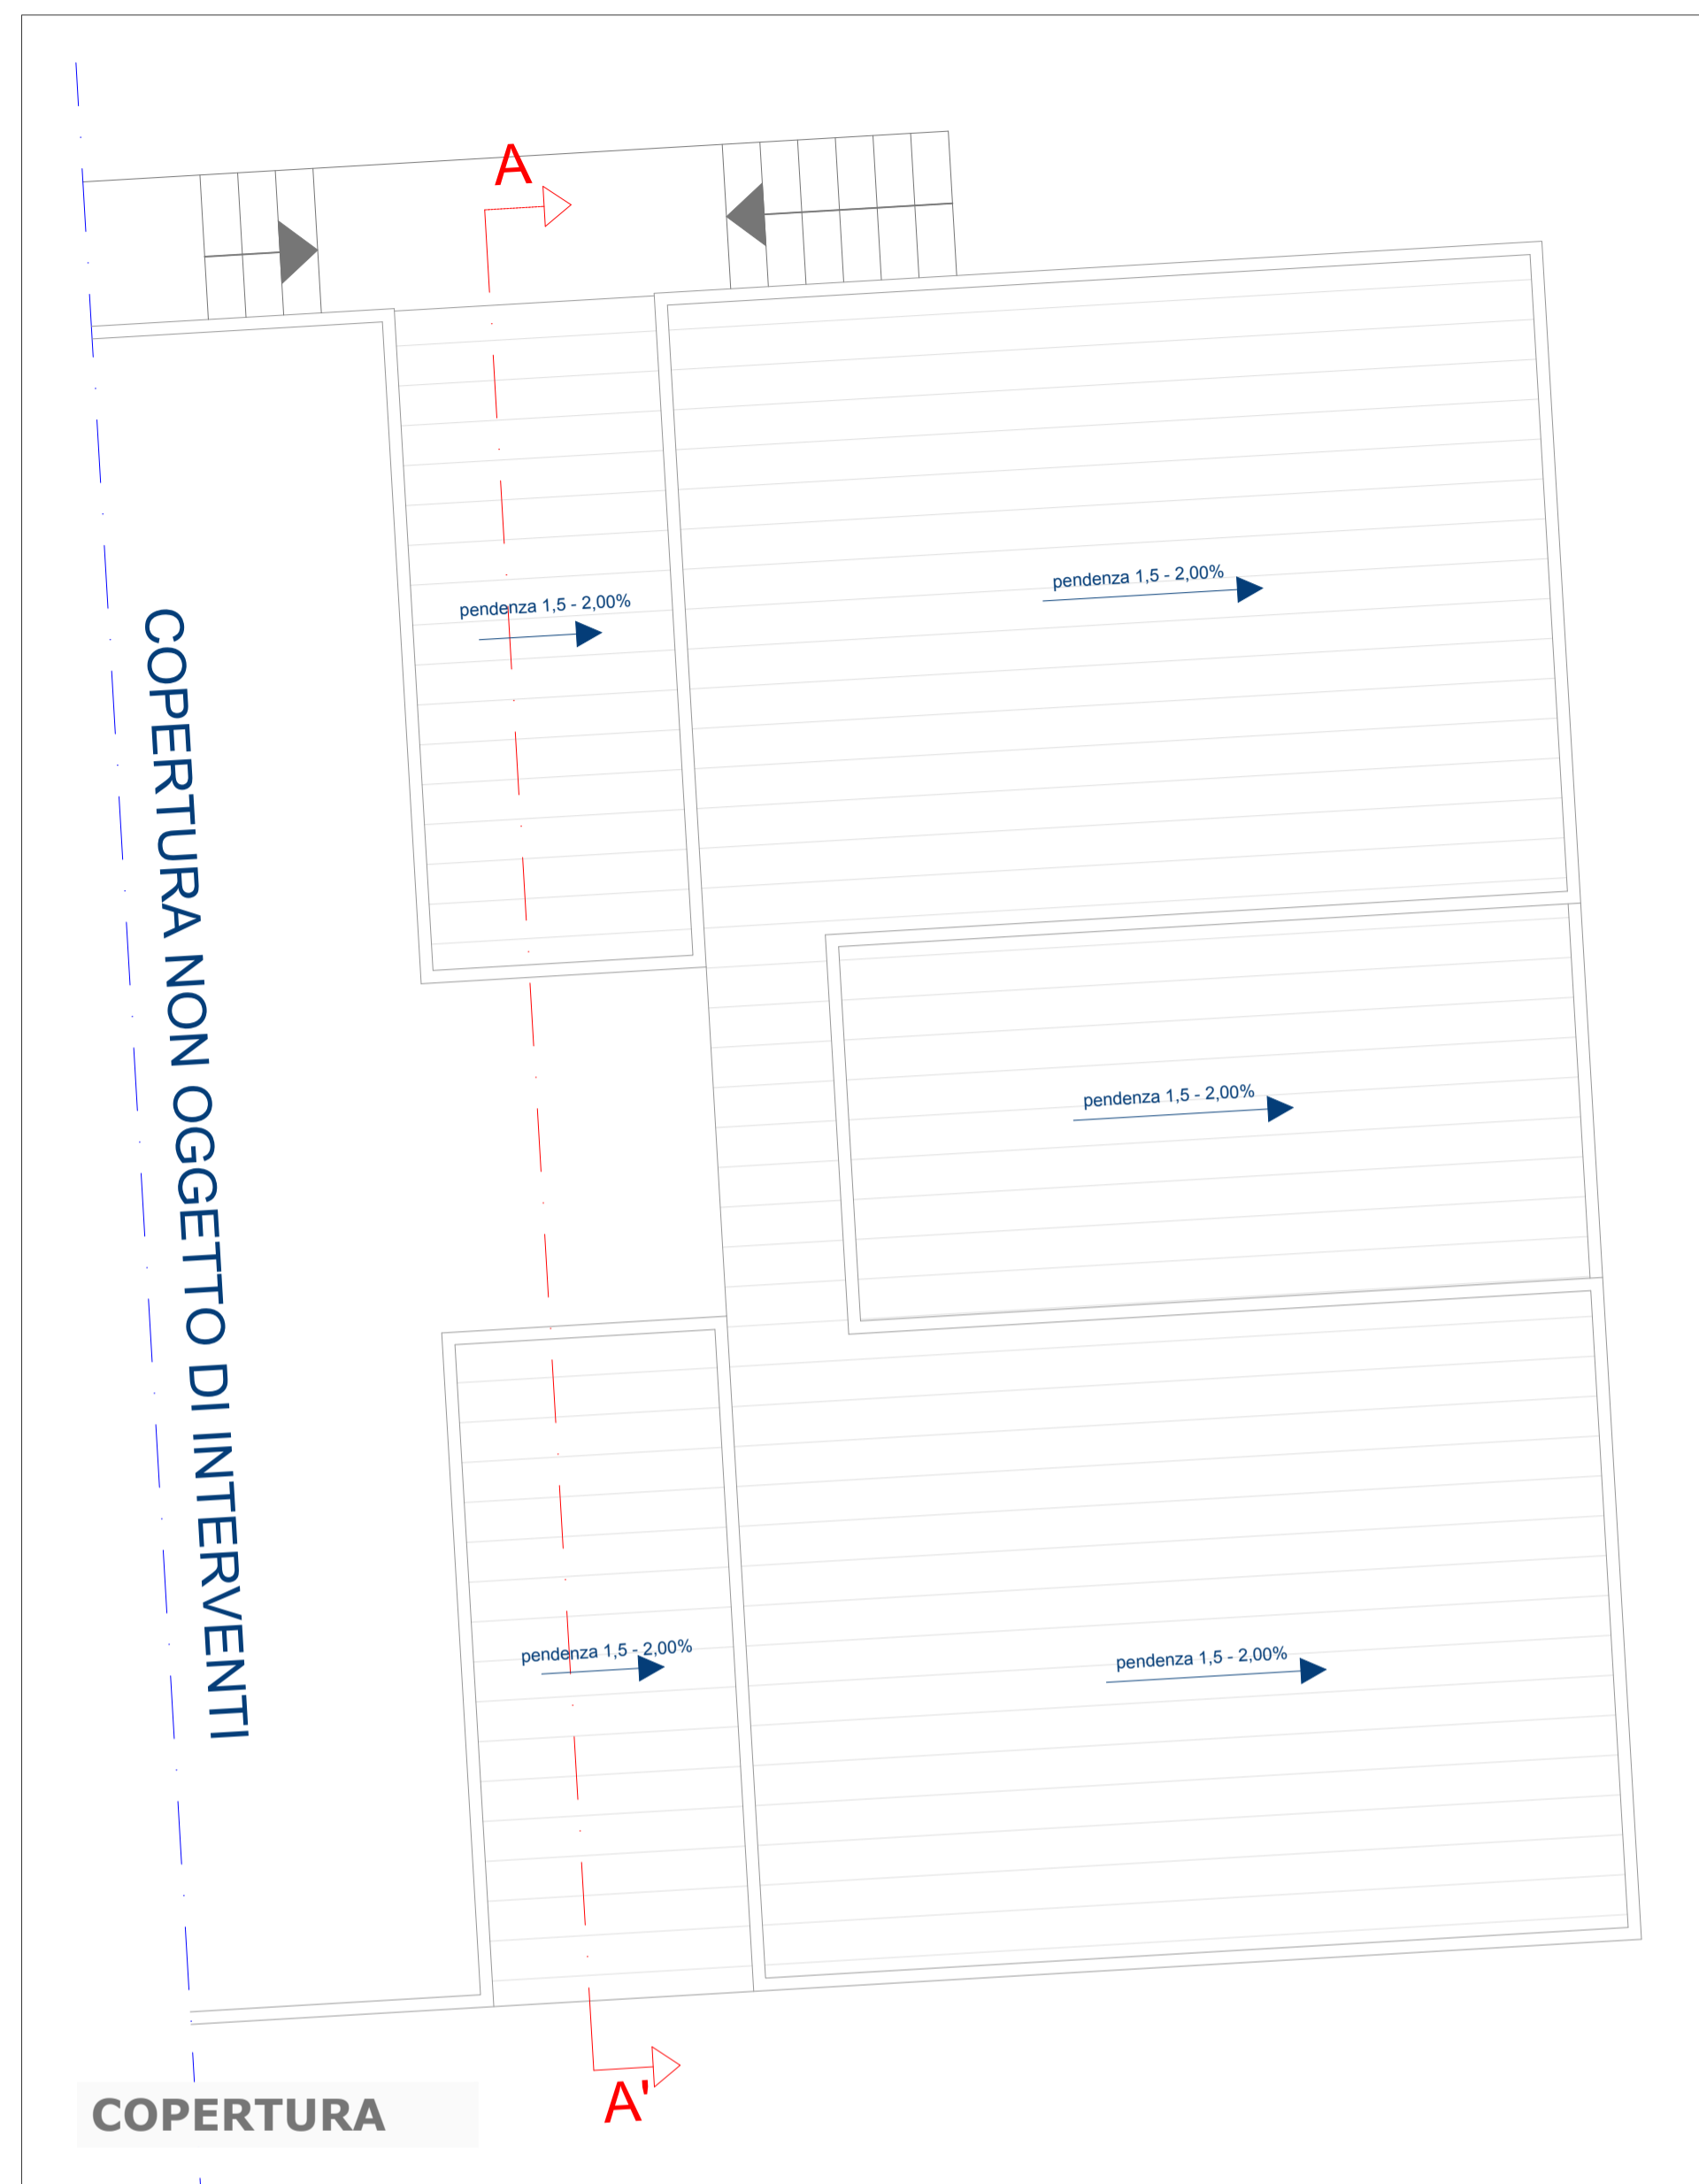 A
pendenza 1,5 - 2,00%
pendenza 1,5 - 2,00%
COPERTURA NON OGGETTO DI INTERVENTI
pendenza 1,5 - 2,00%
pendenza 1,5 - 2,00%
pendenza 1,5 - 2,00%
A'
COPERTURA